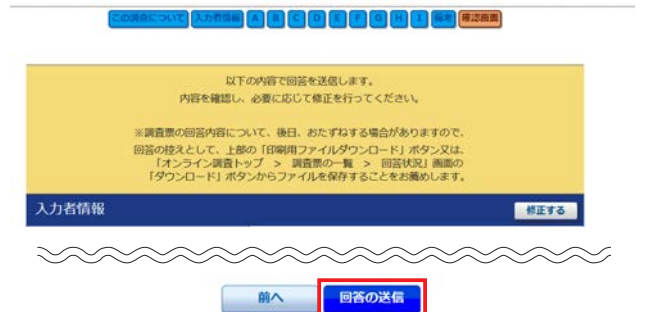 この調査について 入力者情報 A B C D E F G H I 備考 確認画面
以下の内容で回答を送信します。
内容を確認し、必要に応じて修正を行ってください。
※調査票の回答内容について、後日、おたずねする場合がありますので、
回答の控えとして、上部の「印刷用ファイルダウンロード」ボタン又は、
「オンライン調査トップ > 調査票の一覧 > 回答状況」画面の
「ダウンロード」ボタンからファイルを保存することをお薦めします。
入力者情報 修正する
前へ 回答の送信